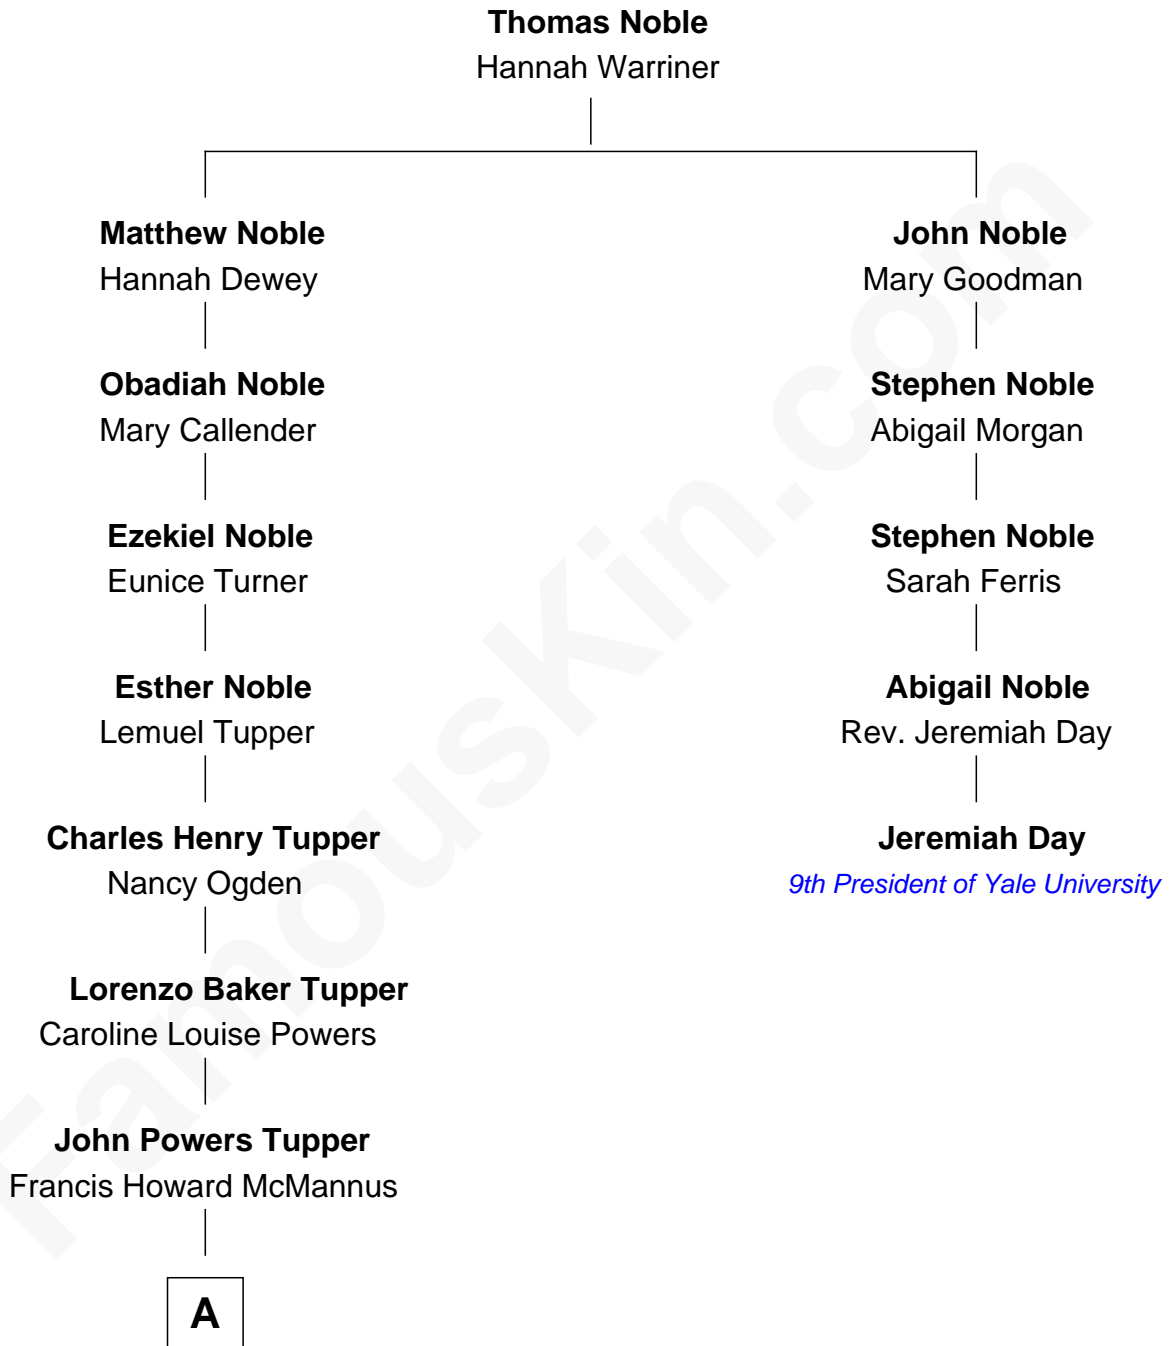 Thomas Noble
Hannah Warriner
Matthew Noble
Hannah Dewey
John Noble
Mary Goodman
Obadiah Noble
Mary Callender
Stephen Noble
Abigail Morgan
Ezekiel Noble
Eunice Turner
Stephen Noble
Sarah Ferris
Esther Noble
Lemuel Tupper
Abigail Noble
Rev. Jeremiah Day
Charles Henry Tupper
Nancy Ogden
Jeremiah Day
9th President of Yale University
Lorenzo Baker Tupper
Caroline Louise Powers
John Powers Tupper
Francis Howard McMannus
A
FamousKin.com